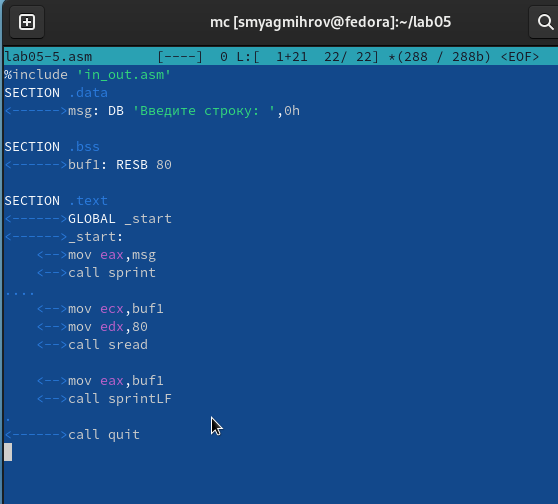 mc [smyagmihrov@fedora]:~/lab05
lab05-5.asm [----] 0 L:[ 1+21 22/ 22] *(288 / 288b) <EOF>
%include 'in_out.asm'
SECTION .data
<------>msg: DB 'Введите строку: ',0h
SECTION .bss
<------>buf1: RESB 80
SECTION .text
<------>GLOBAL _start
<------>_start:
<-->mov eax,msg
<-->call sprint
....
<-->mov ecx,buf1
<-->mov edx,80
<-->call sread
<-->mov eax,buf1
<-->call sprintLF
.
<------>call quit